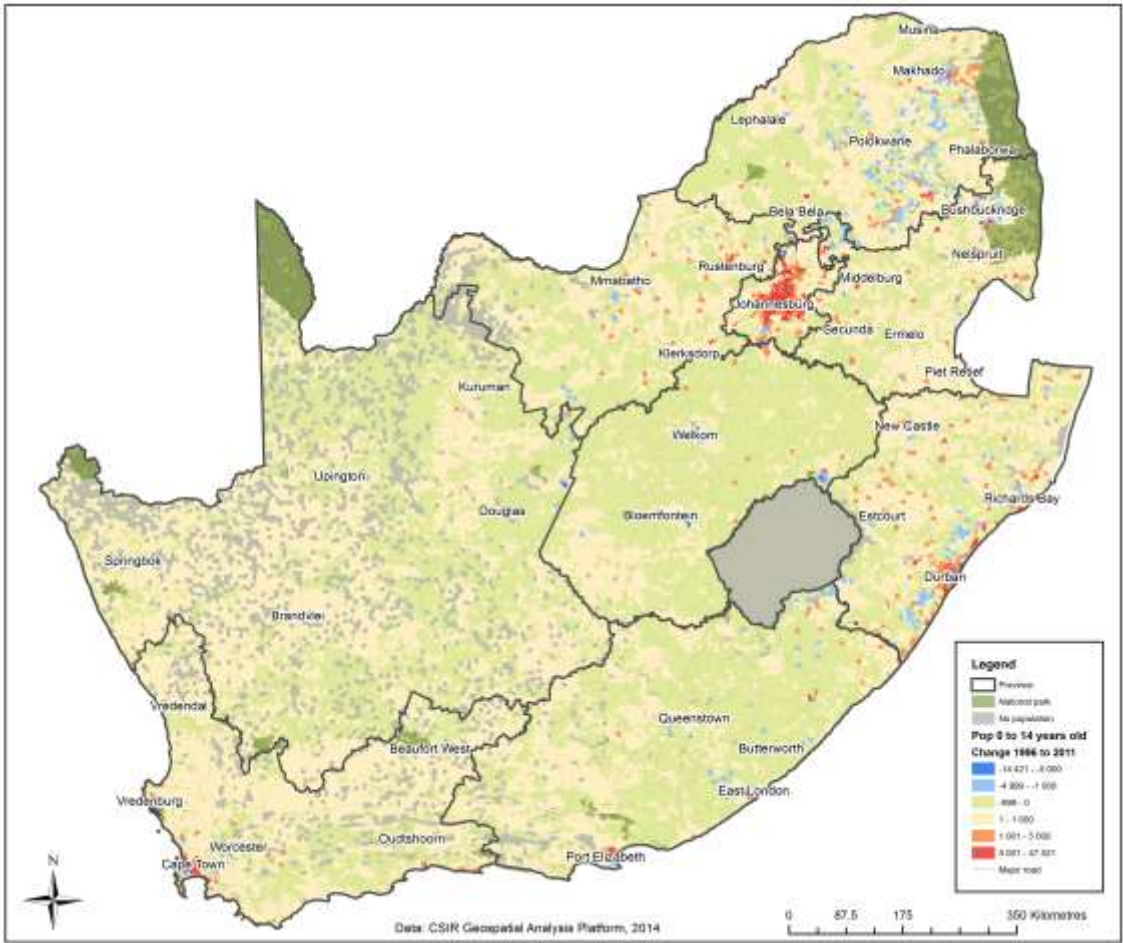 Musina
Makhado
Lephalale
Polokwane
Phalaborwa
Bela Bela
Bushbuckridge
Nelspruit
Rustenburg
Mmabatho
Middelburg
Johannesburg
Secunda
Ermelo
Klerksdorp
Piet Retief
Kuruman
New Castle
Welkom
Upington
Richards Bay
Douglas
Bloemfontein
Estcourt
Springbok
Durban
Brandvlei
Vredendal
Queenstown
Beaufort West
Butterworth
East London
Vredenburg
Oudtshoorn
Worcester
Port Elizabeth
Cape Town
Legend
Province
National park
No population
Pop 0 to 14 years old
Change 1996 to 2011
1 - 1 000
1 001 - 5 000
Major road
N
0 87.5 175 350 Kilometres
Data: CSIR Geospatial Analysis Platform, 2014